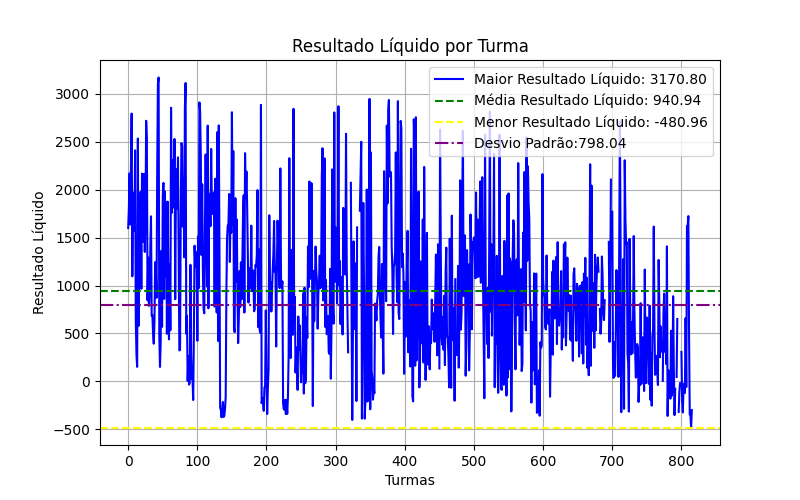 Resultado Líquido por Turma
Maior Resultado Líquido: 3170.80
Média Resultado Líquido: 940.94
Menor Resultado Líquido: -480.96
Desvio Padrão:798.04
Resultado Líquido
3000
2500
2000
1500
1000
500
0
−500
0 100 200 300 400 500 600 700 800
Turmas